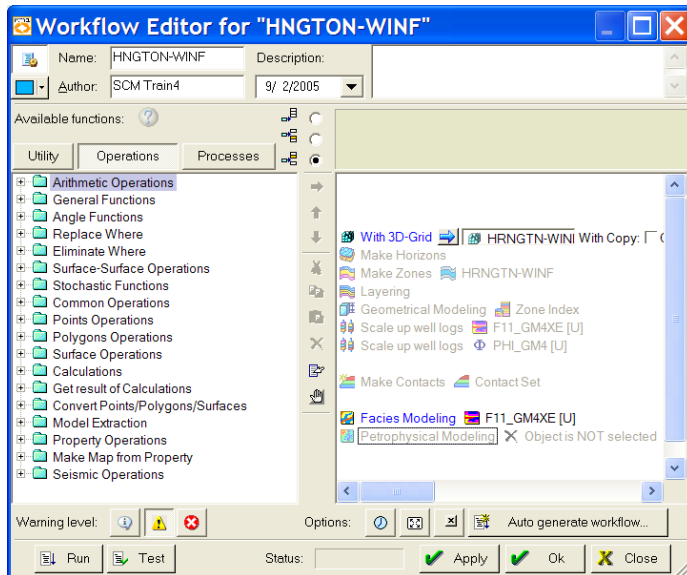 Workflow Editor for "HNGTON-WINF"
Name: HNGTON-WINF Description:
Author: SCM Train4 9/ 2/2005
Available functions:
Utility Operations Processes
Arithmetic Operations
General Functions
Angle Functions
Replace Where
Eliminate Where
Surface-Surface Operations
Stochastic Functions
Common Operations
Points Operations
Polygons Operations
Surface Operations
Calculations
Get result of Calculations
Convert Points/Polygons/Surfaces
Model Extraction
Property Operations
Make Map from Property
Seismic Operations
With 3D-Grid HRNGTN-WIN With Copy:
Make Horizons
Make Zones HRNGTN-WINF
Layering
Geometrical Modeling Zone Index
Scale up well logs F11_GM4XE [U]
Scale up well logs Φ PHI_GM4 [U]
Make Contacts Contact Set
Facies Modeling F11_GM4XE [U]
Petrophysical Modeling Object is NOT selected
Warning level: Options: Auto generate workflow...
Run Test Status: Apply Ok Close